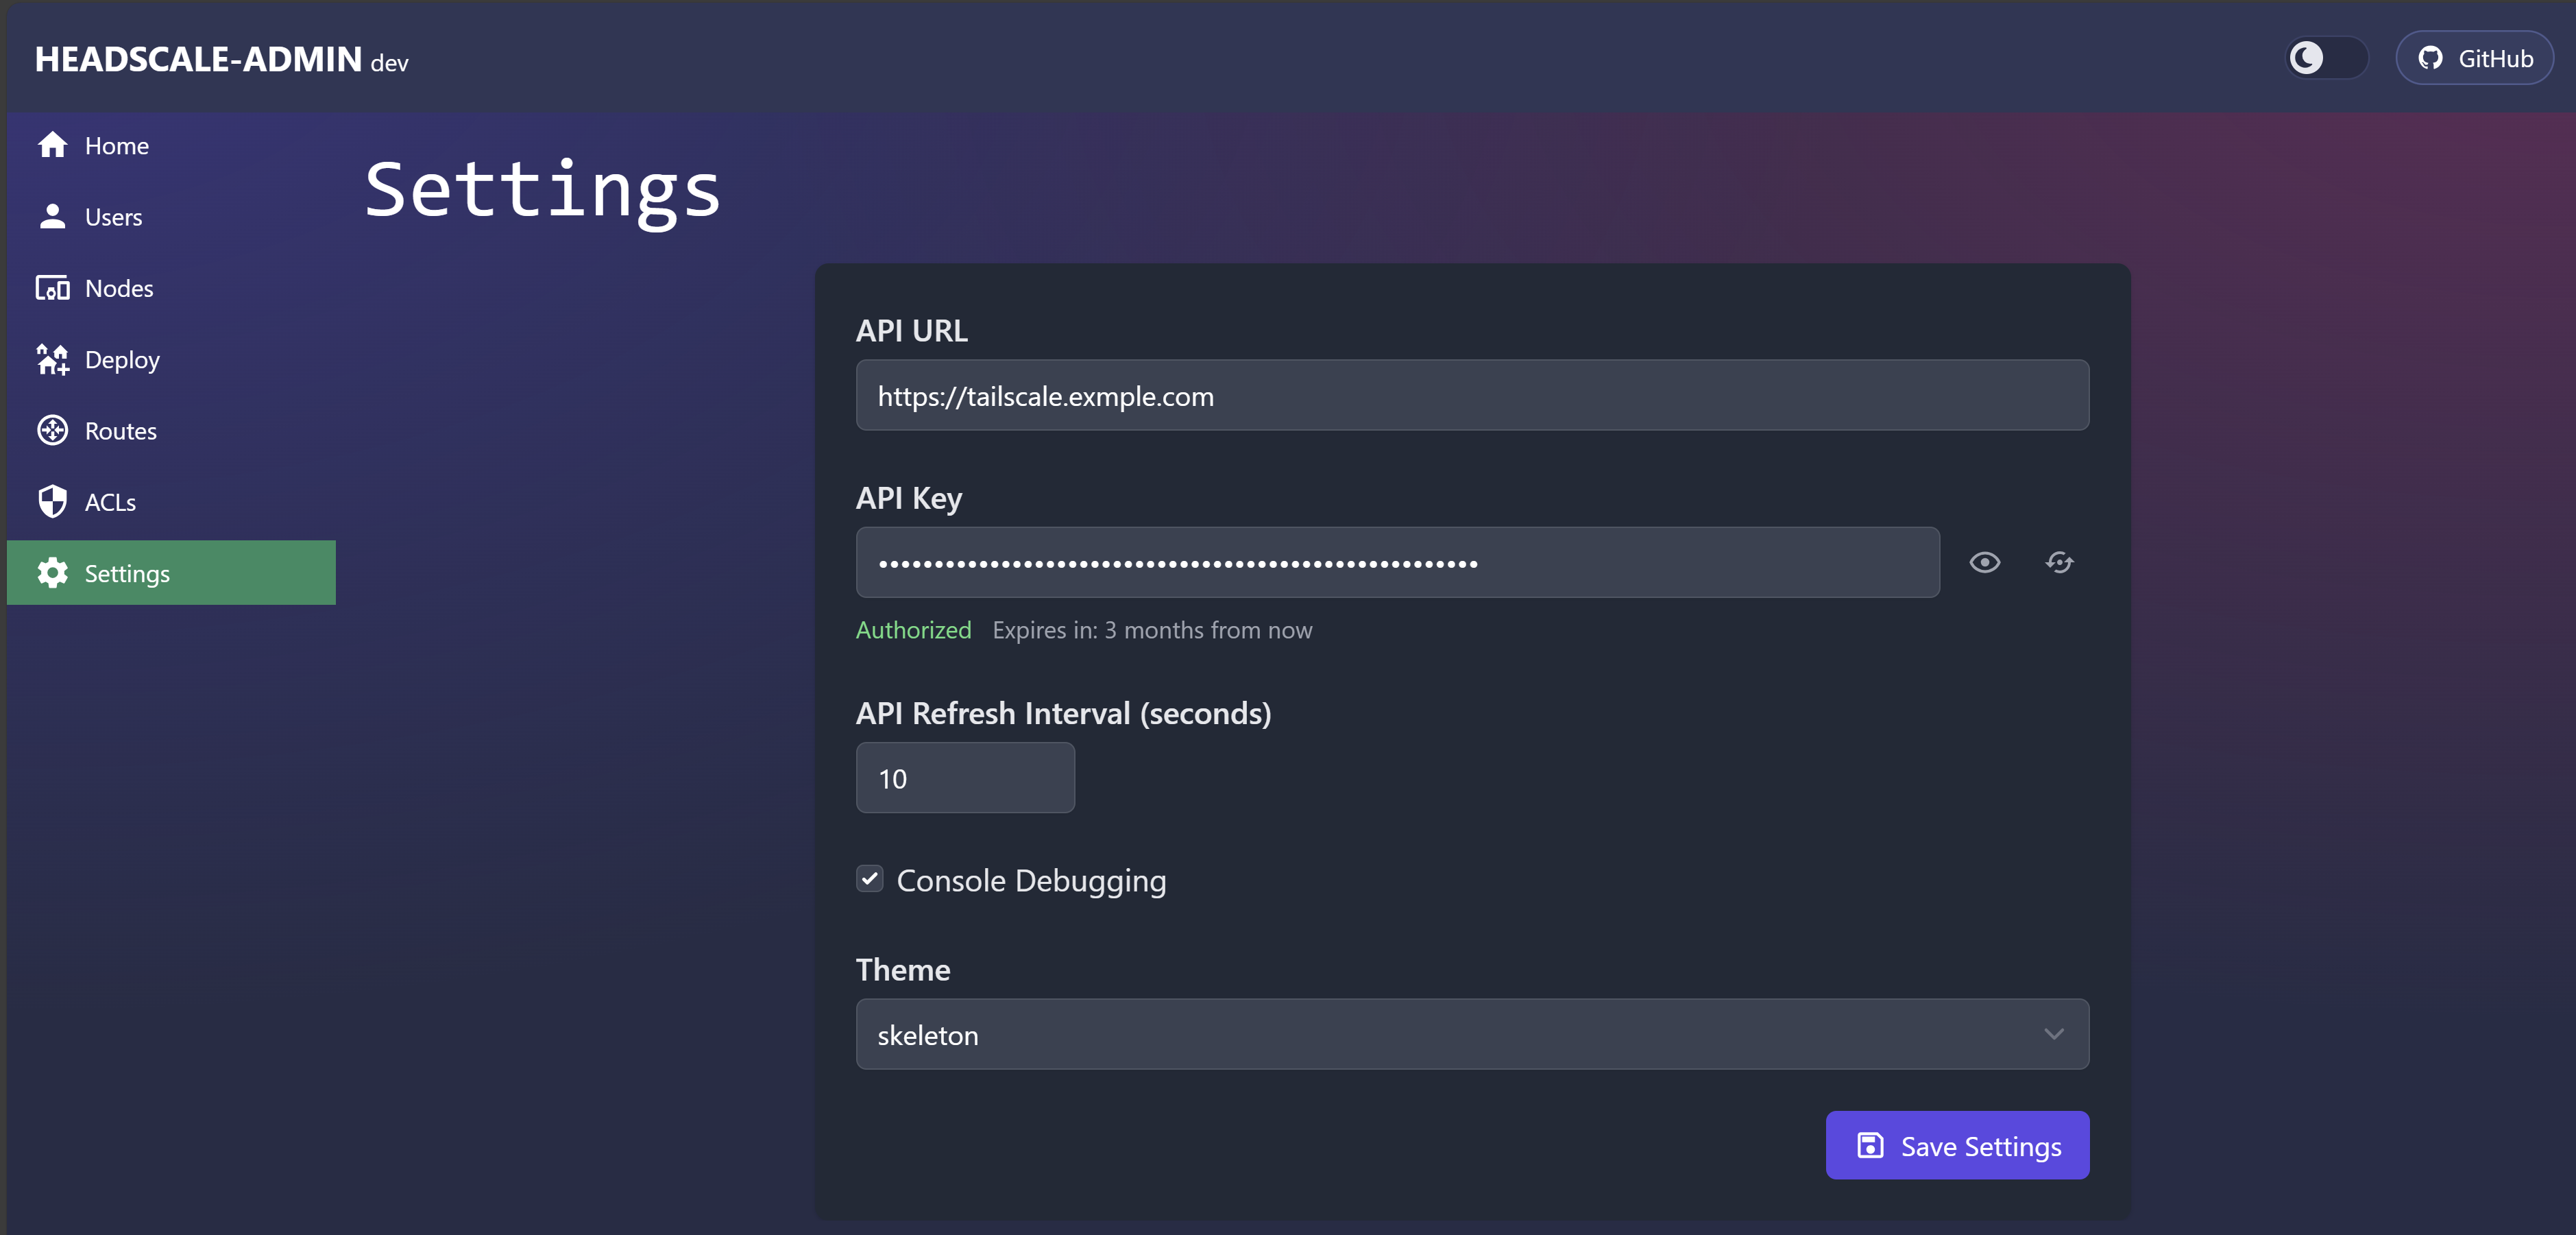 HEADSCALE-ADMIN dev
GitHub
Home
Users
Nodes
Deploy
Routes
ACLs
Settings
Settings
API URL
https://tailscale.exmple.com
API Key
••••••••••••••••••••••••••••••••••••••••••••••••••••••
Authorized Expires in: 3 months from now
API Refresh Interval (seconds)
10
Console Debugging
Theme
skeleton
Save Settings